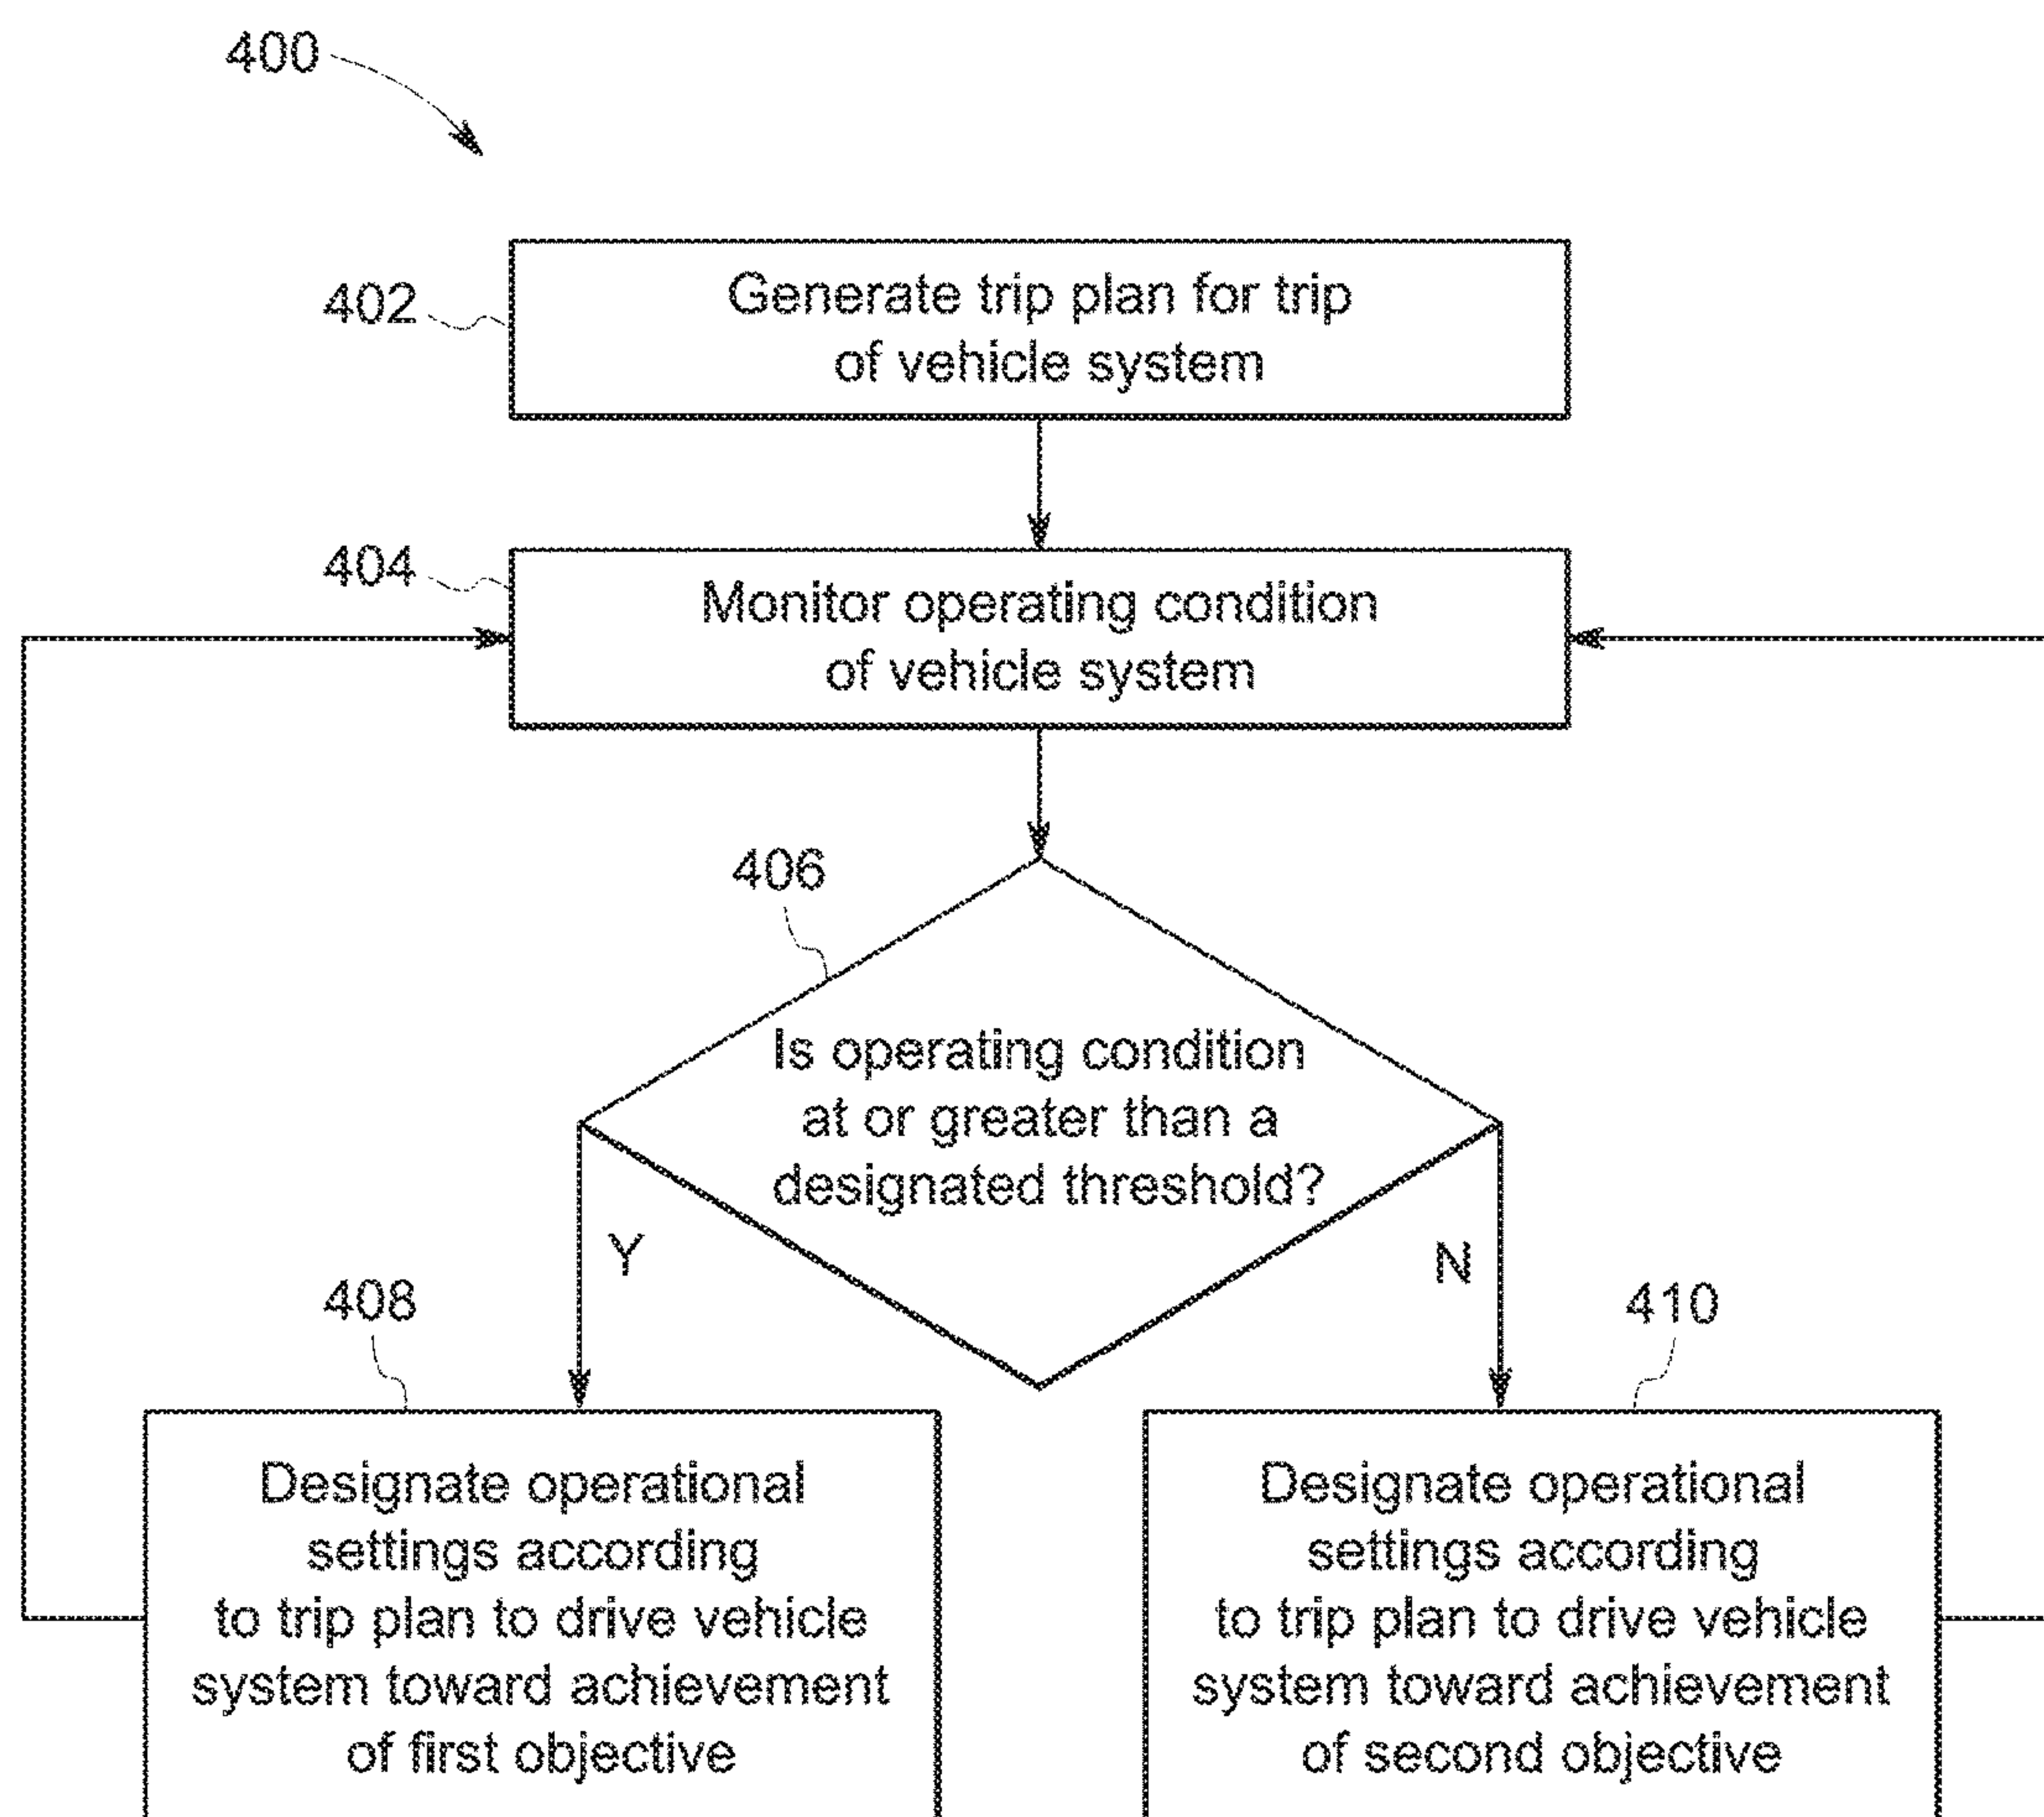 400
402
Generate trip plan for trip
of vehicle system
404
Monitor operating condition
of vehicle system
406
Is operating condition
at or greater than a
designated threshold?
Y
N
408
410
Designate operational
settings according
to trip plan to drive vehicle
system toward achievement
of first objective
Designate operational
settings according
to trip plan to drive vehicle
system toward achievement
of second objective